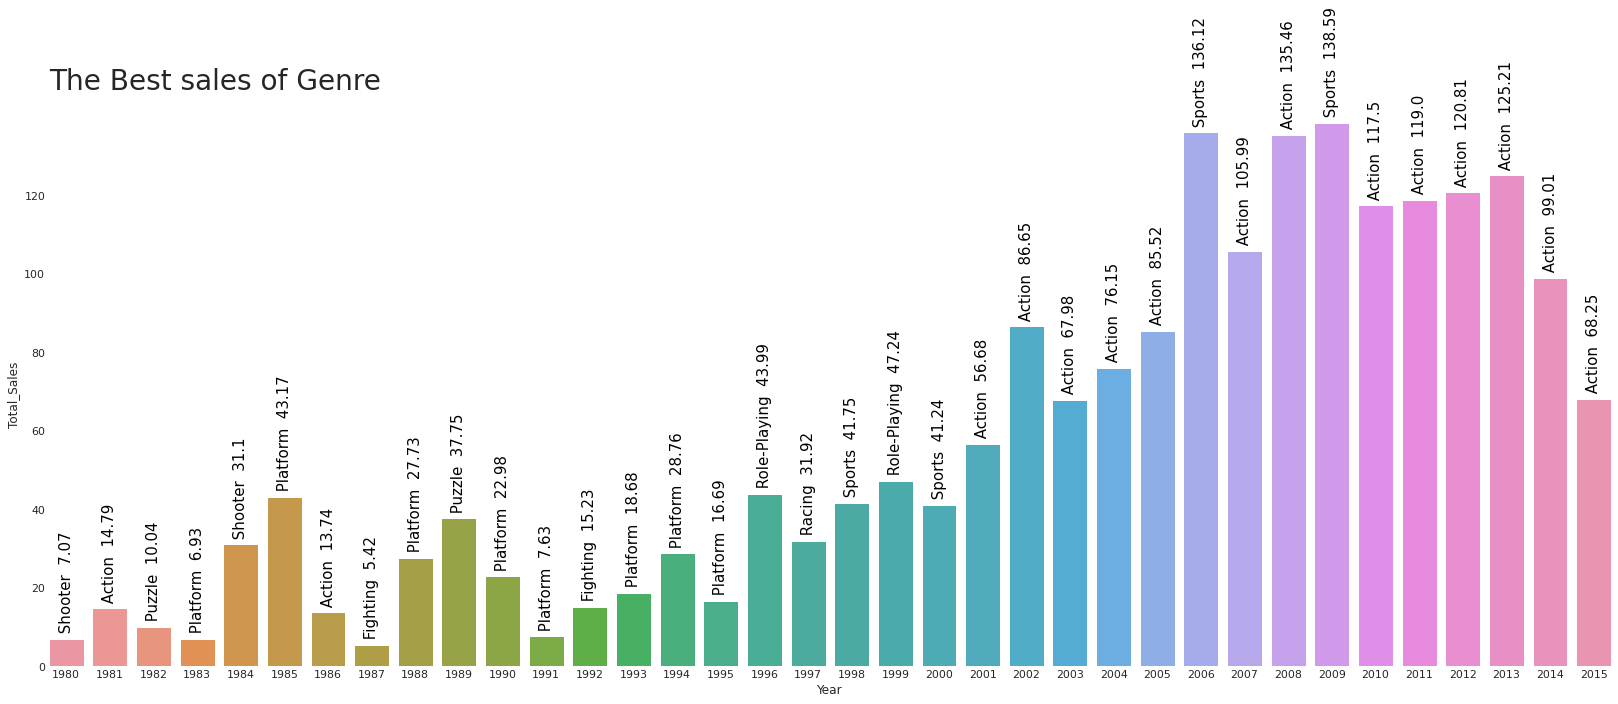 The Best sales of Genre
Total_Sales
120
100
80
60
40
20
0
Shooter 7.07
Action 14.79
Puzzle 10.04
Platform 6.93
Shooter 31.1
Platform 43.17
Action 13.74
Fighting 5.42
Platform 27.73
Puzzle 37.75
Platform 22.98
Platform 7.63
Fighting 15.23
Platform 18.68
Platform 28.76
Platform 16.69
Role-Playing 43.99
Racing 31.92
Sports 41.75
Role-Playing 47.24
Sports 41.24
Action 56.68
Action 86.65
Action 67.98
Action 76.15
Action 85.52
Sports 136.12
Action 105.99
Action 135.46
Sports 138.59
Action 117.5
Action 119.0
Action 120.81
Action 125.21
Action 99.01
Action 68.25
1980 1981 1982 1983 1984 1985 1986 1987 1988 1989 1990 1991 1992 1993 1994 1995 1996 1997 1998 1999 2000 2001 2002 2003 2004 2005 2006 2007 2008 2009 2010 2011 2012 2013 2014 2015
Year